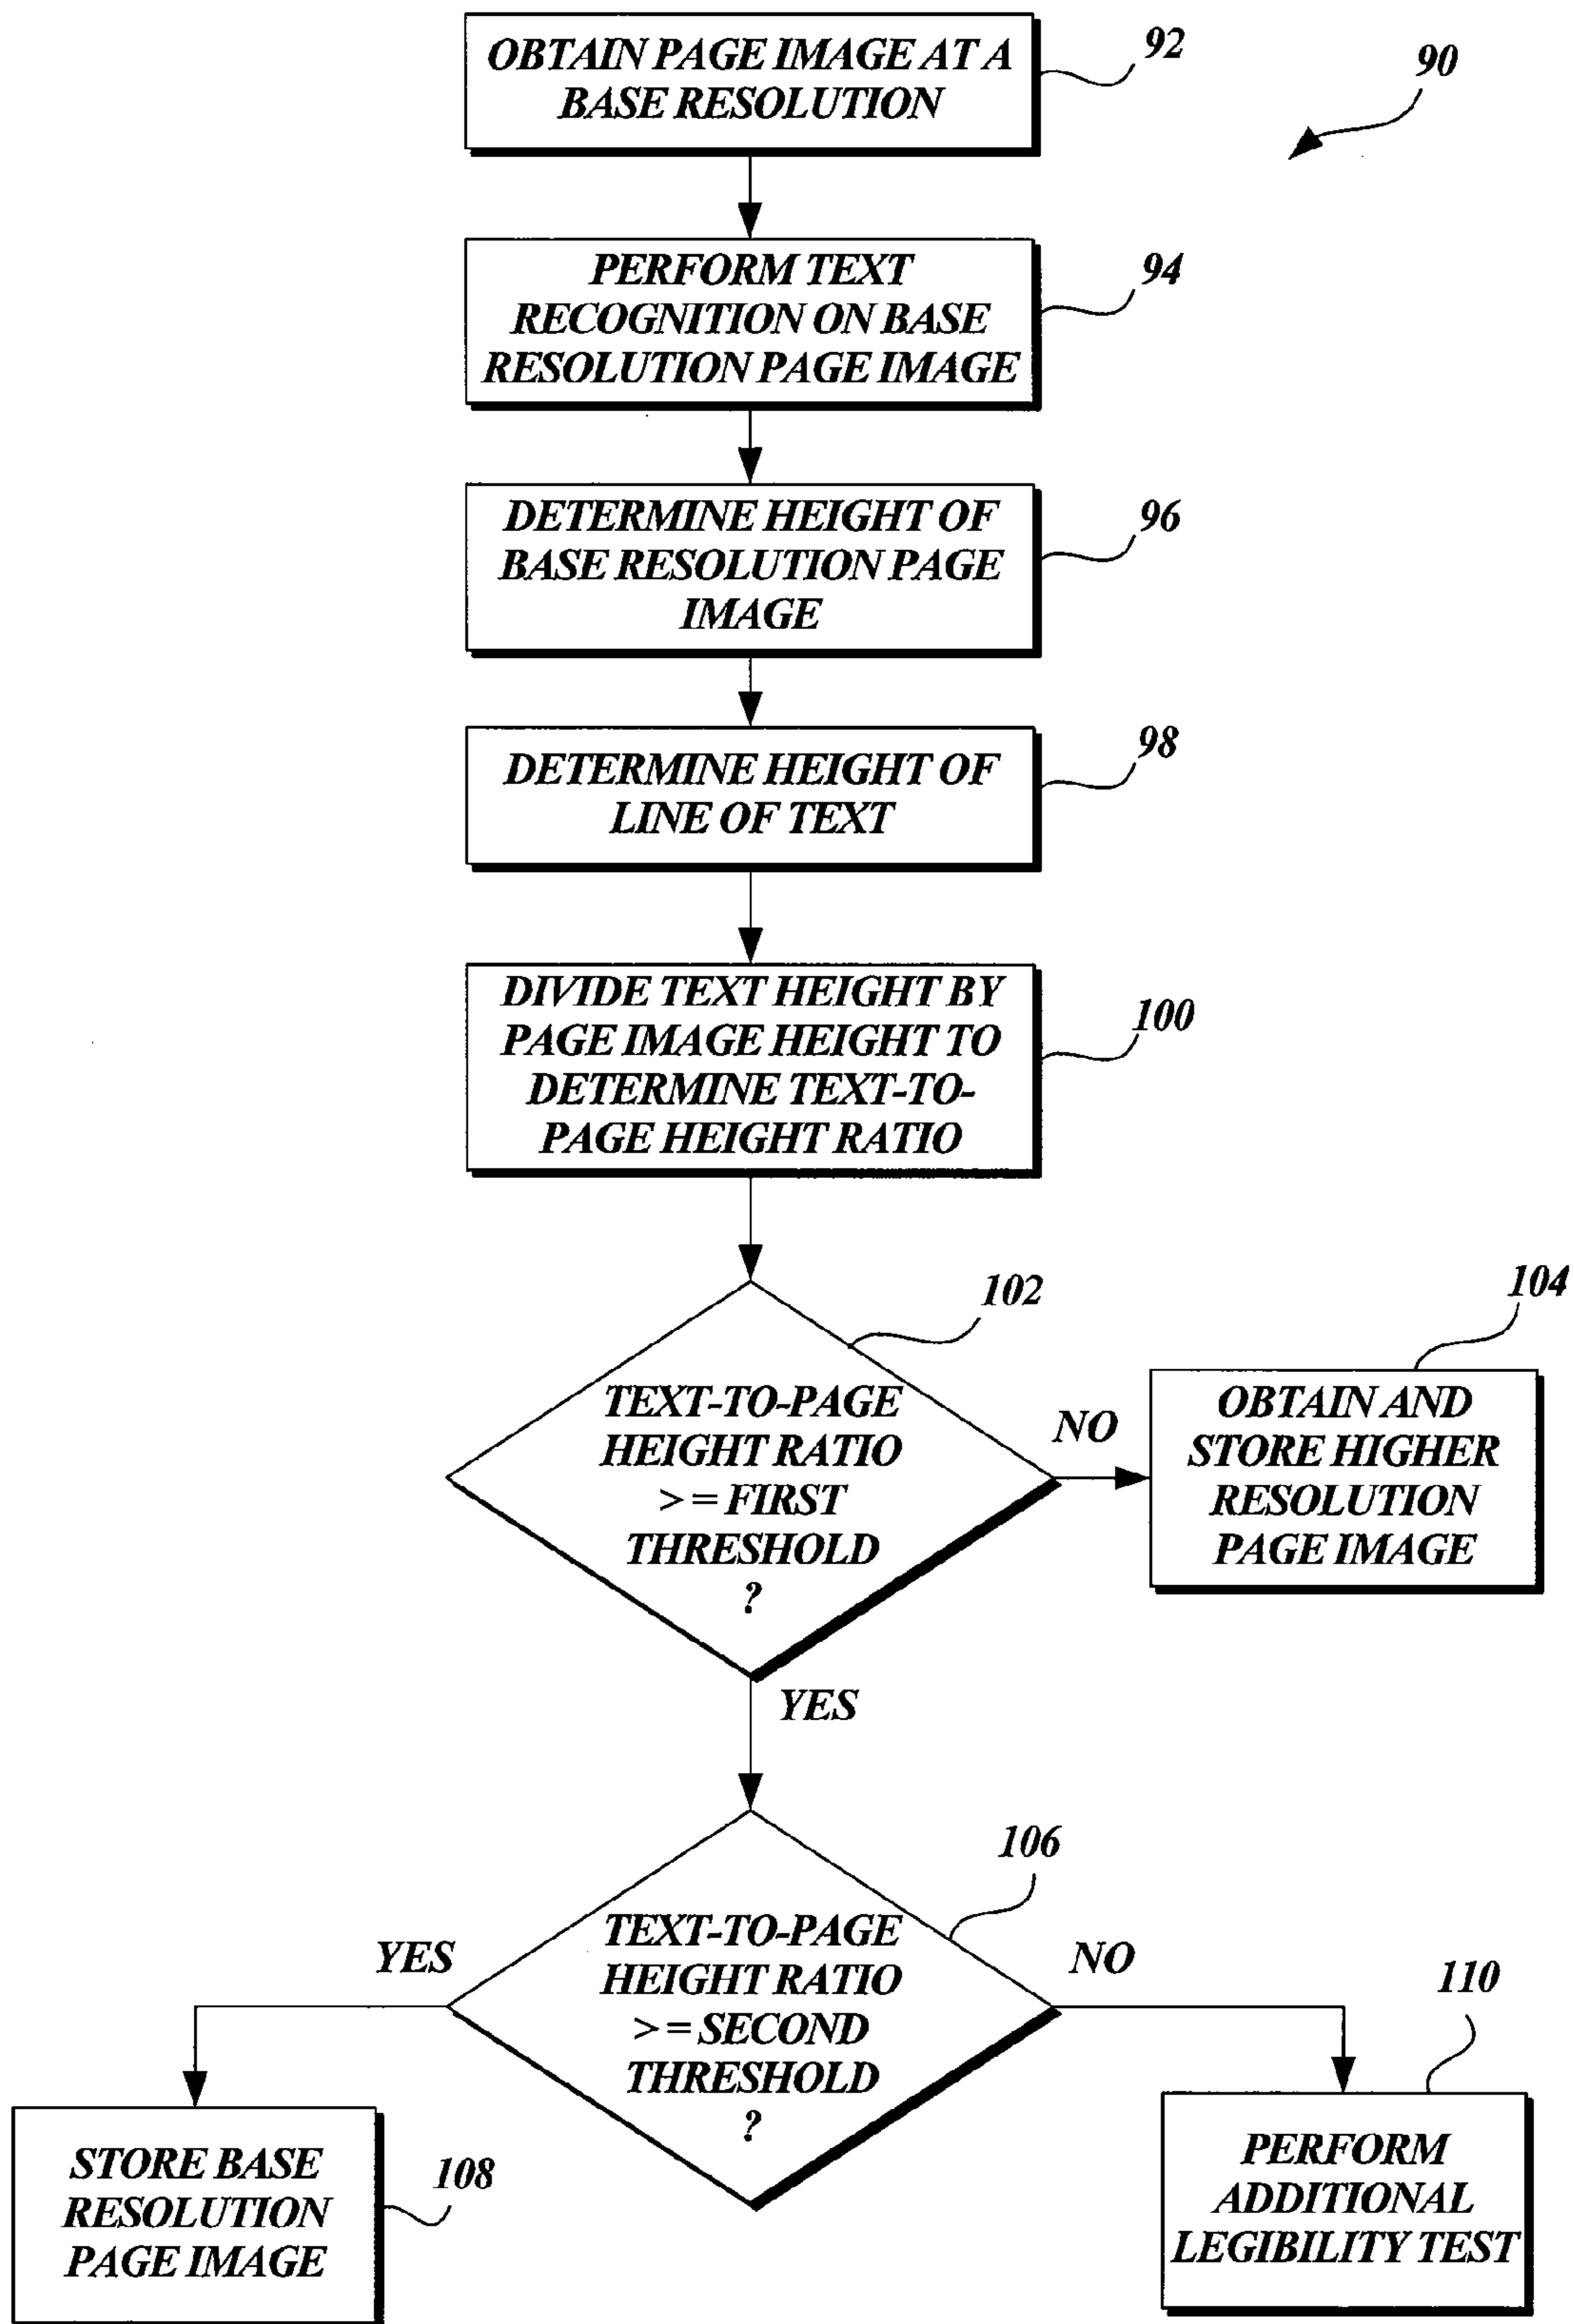 OBTAIN PAGE IMAGE AT A
BASE RESOLUTION
92
90
PERFORM TEXT
RECOGNITION ON BASE
RESOLUTION PAGE IMAGE
94
DETERMINE HEIGHT OF
BASE RESOLUTION PAGE
IMAGE
96
DETERMINE HEIGHT OF
LINE OF TEXT
98
DIVIDE TEXT HEIGHT BY
PAGE IMAGE HEIGHT TO
DETERMINE TEXT-TO-
PAGE HEIGHT RATIO
100
102
TEXT-TO-PAGE
HEIGHT RATIO
>= FIRST
THRESHOLD
?
NO
104
OBTAIN AND
STORE HIGHER
RESOLUTION
PAGE IMAGE
YES
106
TEXT-TO-PAGE
HEIGHT RATIO
>= SECOND
THRESHOLD
?
YES
NO
108
STORE BASE
RESOLUTION
PAGE IMAGE
110
PERFORM
ADDITIONAL
LEGIBILITY TEST